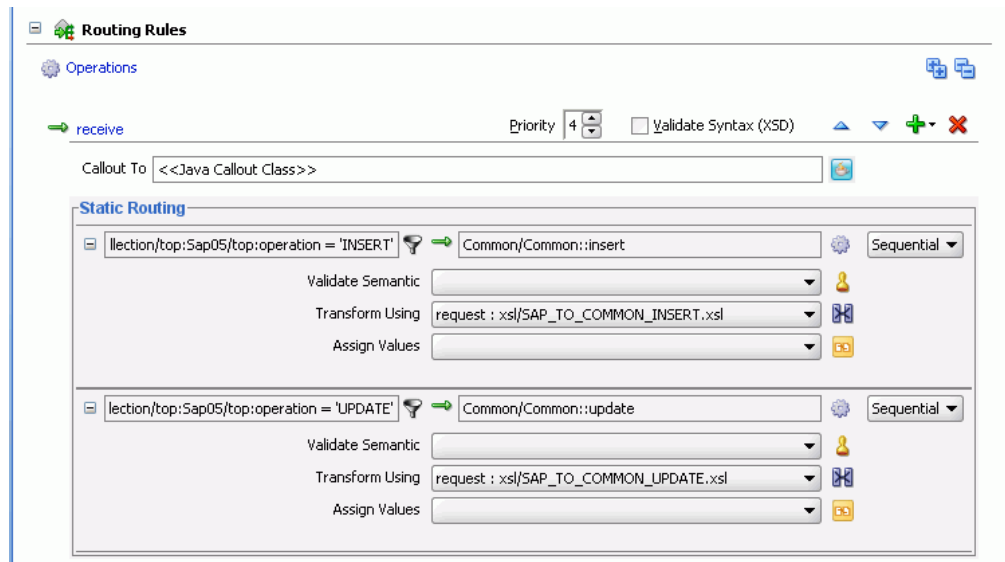 Routing Rules
Operations
receive Priority 4 Validate Syntax (XSD)
Callout To <<Java Callout Class>>
Static Routing
llection/top:Sap05/top:operation = 'INSERT' Common/Common::insert Sequential
Validate Semantic
Transform Using request : xsl/SAP_TO_COMMON_INSERT.xsl
Assign Values
lection/top:Sap05/top:operation = 'UPDATE' Common/Common::update Sequential
Validate Semantic
Transform Using request : xsl/SAP_TO_COMMON_UPDATE.xsl
Assign Values